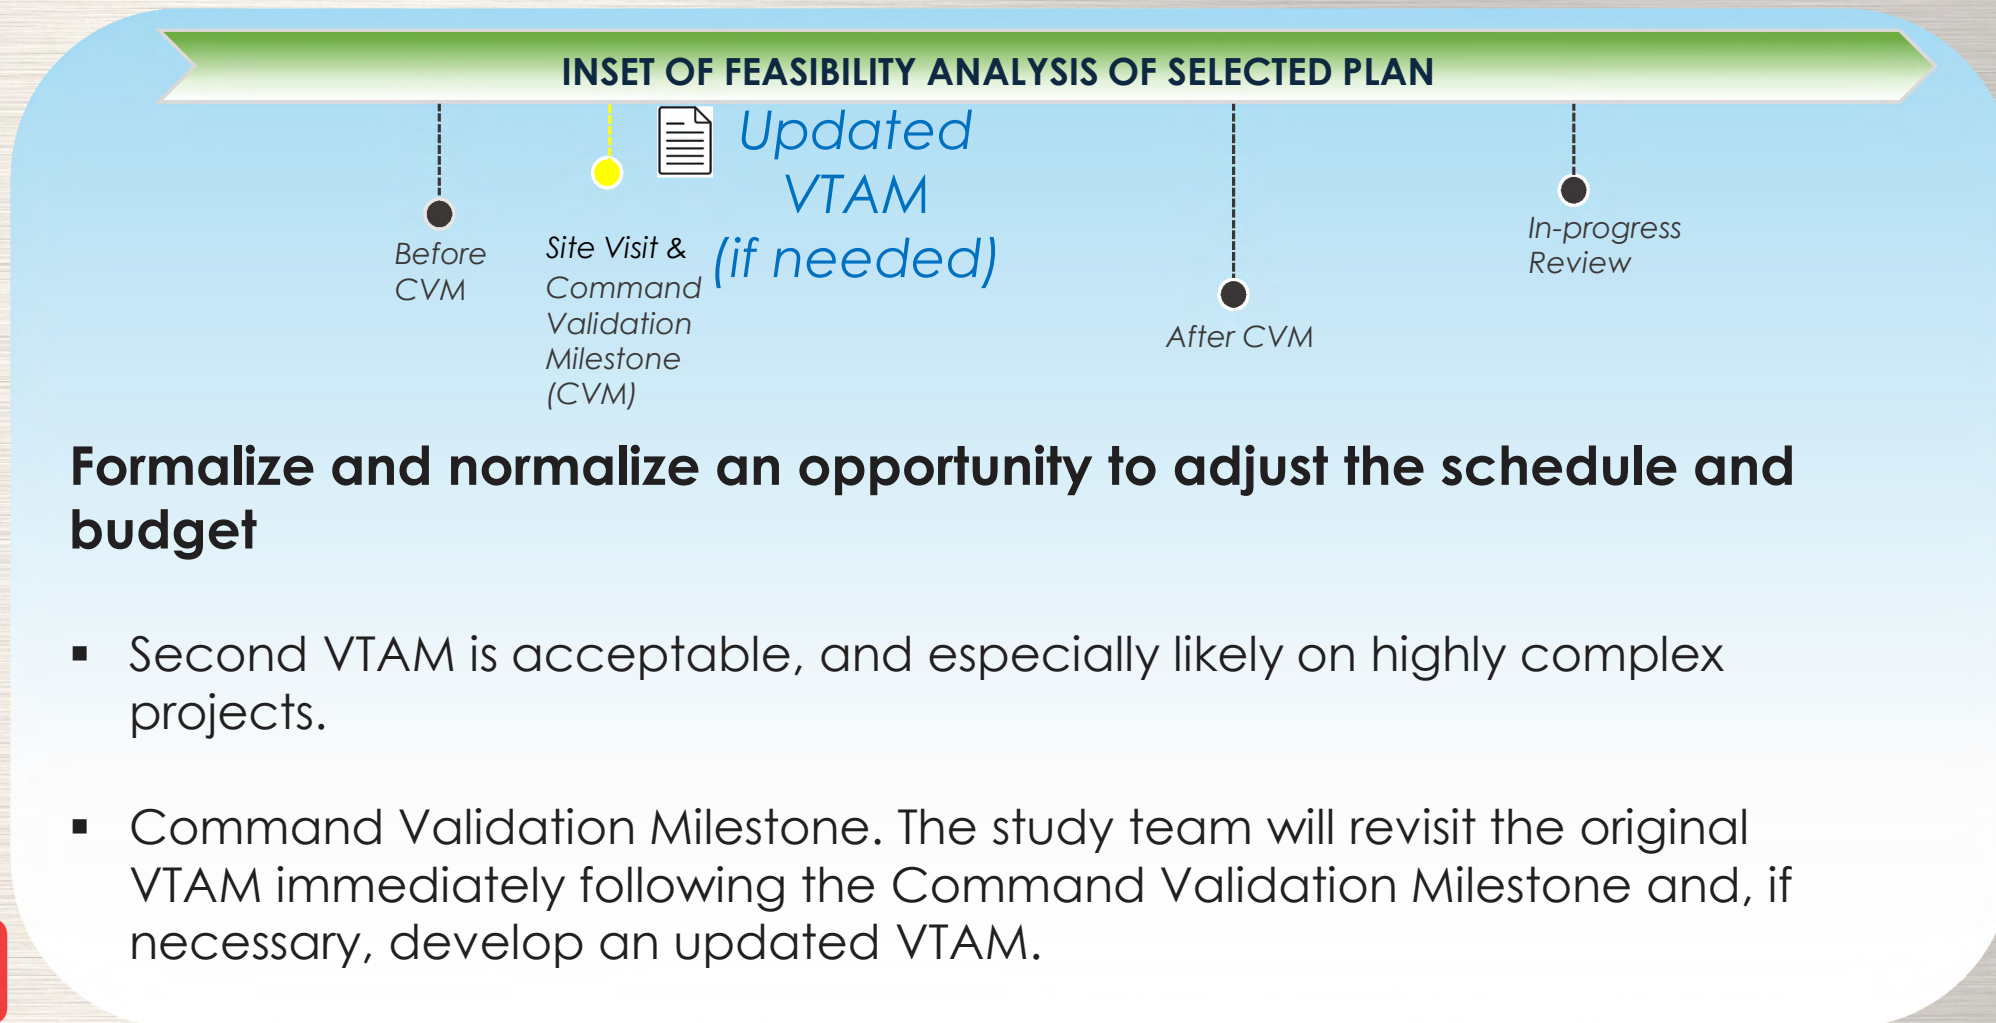 INSET OF FEASIBILITY ANALYSIS OF SELECTED PLAN
Before
CVM
Site Visit &
Command
Validation
Milestone
(CVM)
Updated
VTAM
(if needed)
After CVM
In-progress
Review
Formalize and normalize an opportunity to adjust the schedule and
budget
▪ Second VTAM is acceptable, and especially likely on highly complex
projects.
▪ Command Validation Milestone. The study team will revisit the original
VTAM immediately following the Command Validation Milestone and, if
necessary, develop an updated VTAM.